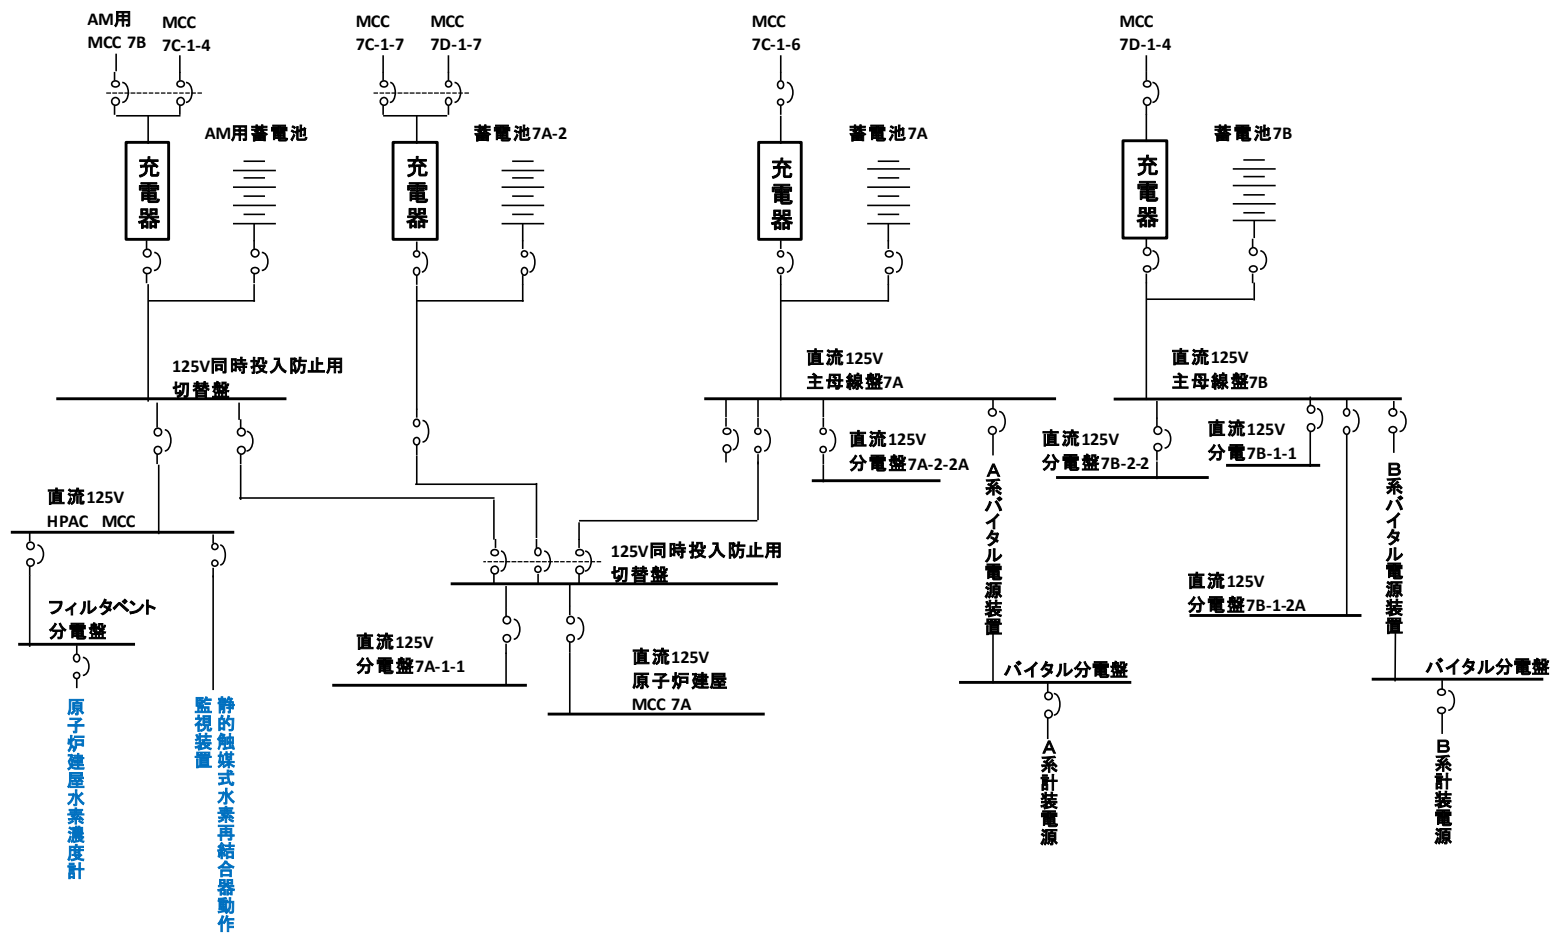 AM用
MCC 7B
MCC
7C-1-4
MCC
7C-1-7
MCC
7D-1-7
MCC
7C-1-6
MCC
7D-1-4
充電器
AM用蓄電池
充電器
蓄電池7A-2
充電器
蓄電池7A
充電器
蓄電池7B
125V同時投入防止用
切替盤
直流125V
主母線盤7A
直流125V
主母線盤7B
直流125V
分電盤7A-2-2A
直流125V
分電盤7B-2-2
直流125V
分電7B-1-1
A系バイタル電源装置
B系バイタル電源装置
直流125V
HPAC MCC
125V同時投入防止用
切替盤
直流125V
分電盤7B-1-2A
フィルタベント
分電盤
直流125V
分電盤7A-1-1
直流125V
原子炉建屋
MCC 7A
バイタル分電盤
バイタル分電盤
原子炉建屋水素濃度計
静的触媒式水素再結合器動作
監視装置
A系計装電源
B系計装電源